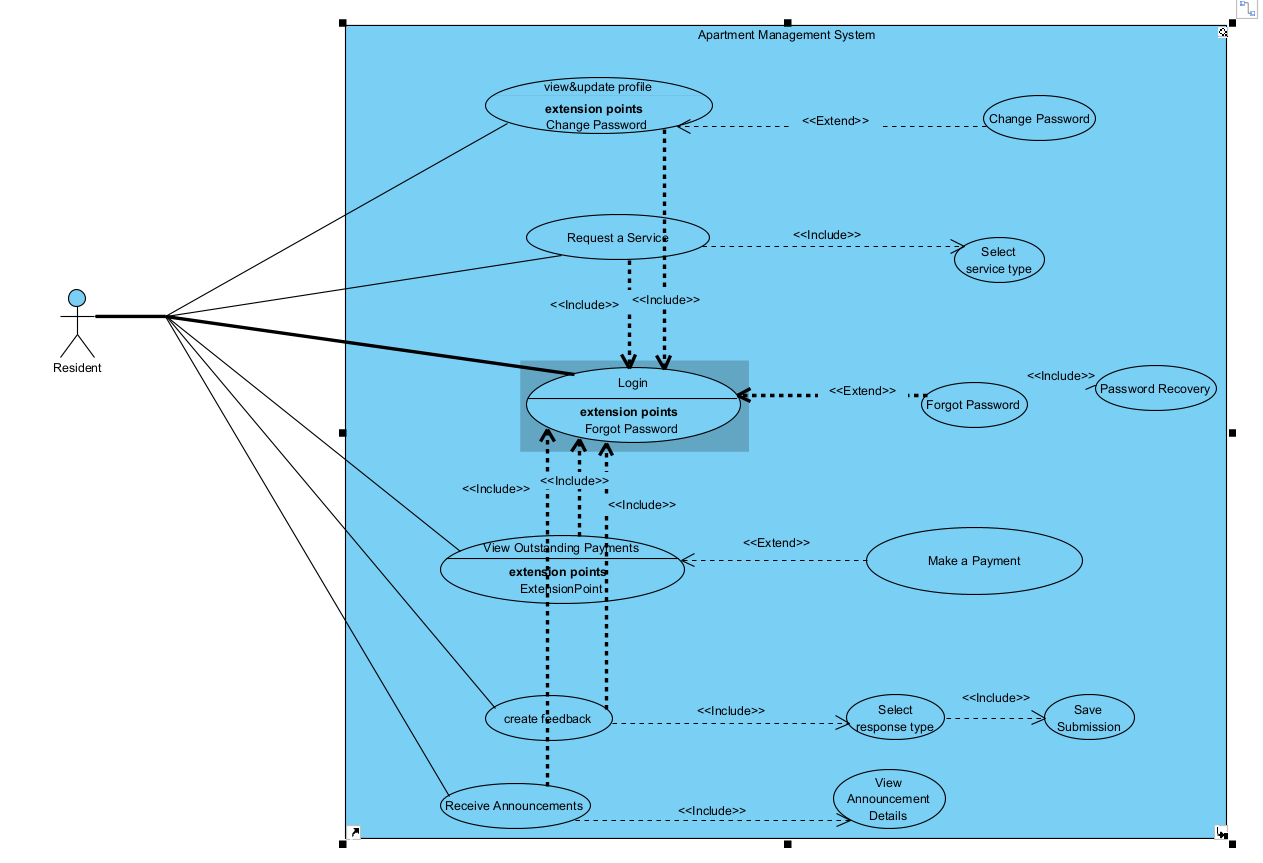 Apartment Management System
view&update profile
extension points
Change Password
<<Extend>>
Change Password
Request a Service
<<Include>>
Select
service type
<<Include>>
<<Include>>
Resident
Login
extension points
Forgot Password
<<Extend>>
Forgot Password
<<Include>>
Password Recovery
<<Include>>
<<Include>>
<<Include>>
View Outstanding Payments
extension points
ExtensionPoint
<<Extend>>
Make a Payment
create feedback
<<Include>>
Select
response type
<<Include>>
Save
Submission
Receive Announcements
<<Include>>
View
Announcement
Details